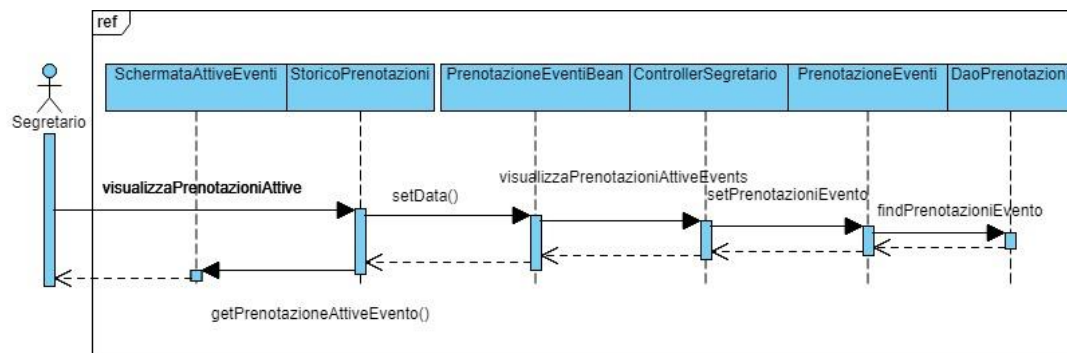 ref
SchermataAttiveEventi
StoricoPrenotazioni
PrenotazioneEventiBean
ControllerSegretario
PrenotazioneEventi
DaoPrenotazioni
Segretario
visualizzaPrenotazioniAttive
setData()
visualizzaPrenotazioniAttiveEvents
setPrenotazioniEvento
findPrenotazioniEvento
getPrenotazioneAttiveEvento()